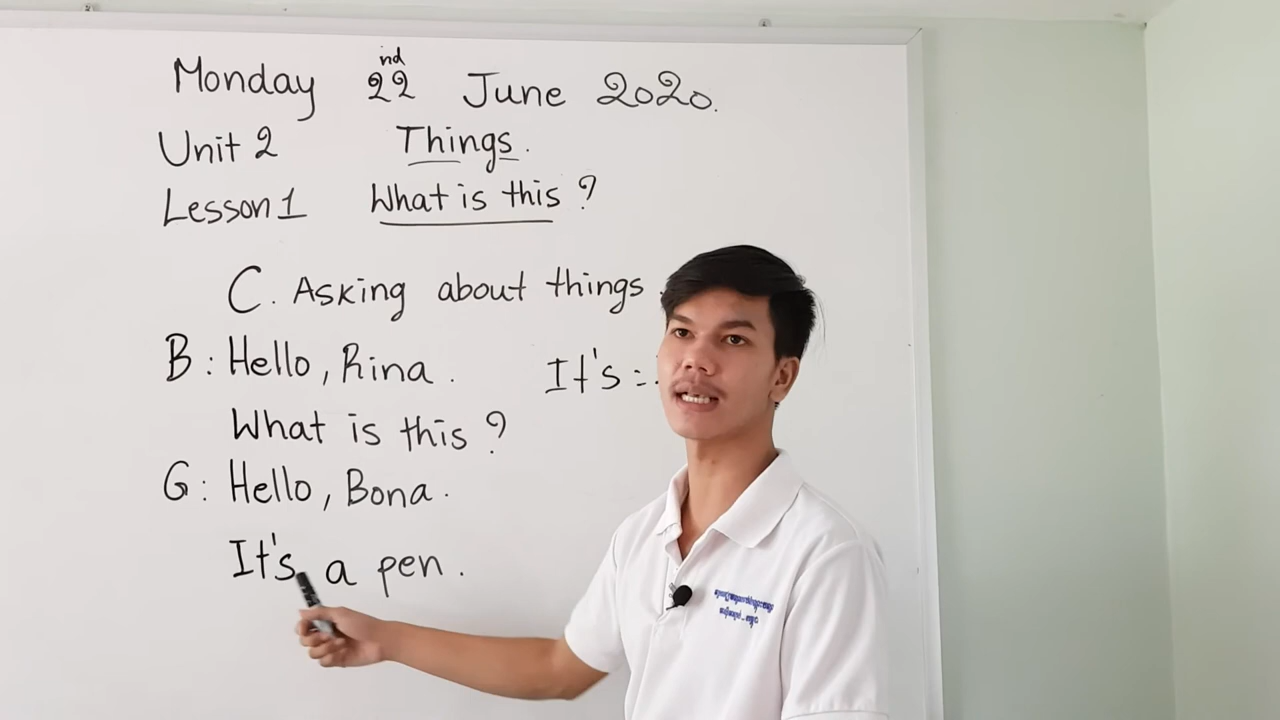 Monday 22nd June 2020.
Unit 2 Things.
Lesson 1 What is this ?
C. Asking about things
B : Hello, Rina .
It's =
What is this ?
G : Hello, Bona .
It's a pen .